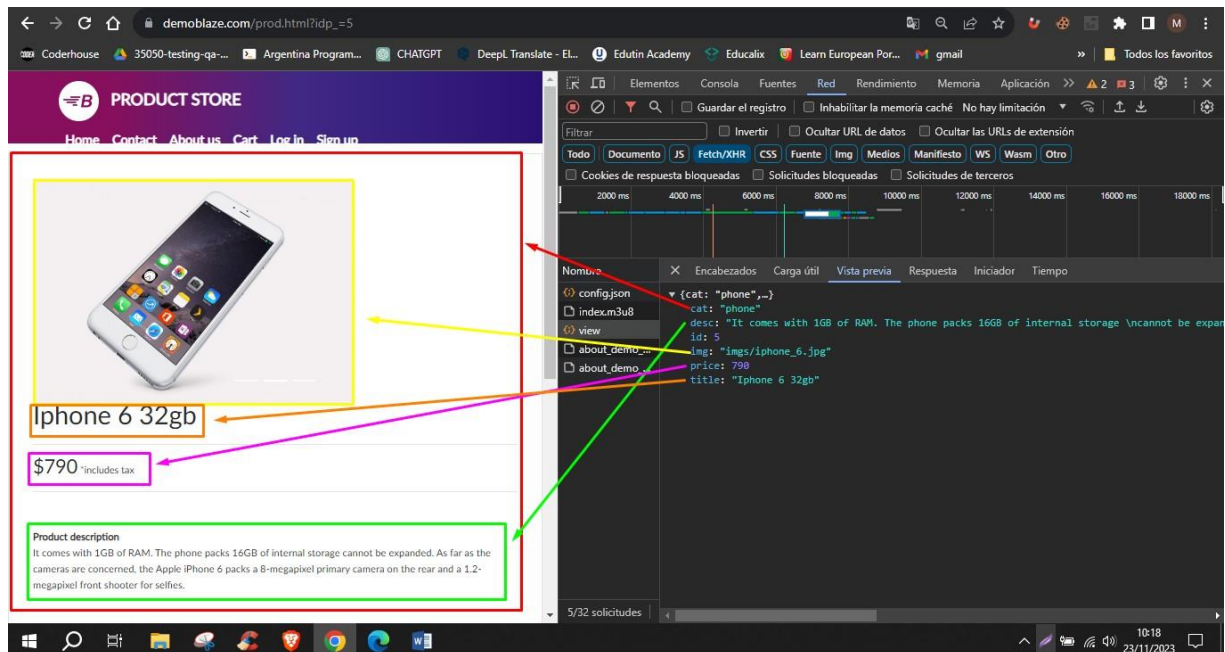 demoblaze.com/prod.html?idp_=5
M
Coderhouse 35050-testing-qa-... Argentina Program... CHATGPT DeepL Translate - El... Edutin Academy Educalix Learn European Por... gmail » Todos los favoritos
PRODUCT STORE
Home Contact About us Cart Log in Sign up
Iphone 6 32gb
$790 *includes tax
Product description
It comes with 1GB of RAM. The phone packs 16GB of internal storage cannot be expanded. As far as the
cameras are concerned, the Apple iPhone 6 packs a 8-megapixel primary camera on the rear and a 1.2-
megapixel front shooter for selfies.
Elementos Consola Fuentes Red Rendimiento Memoria Aplicación >> 2 3
Guardar el registro Inhabilitar la memoria caché No hay limitación
Filtrar Invertir Ocultar URL de datos Ocultar las URLs de extensión
Todo Documento JS Fetch/XHR CSS Fuente Img Medios Manifiesto WS Wasm Otro
Cookies de respuesta bloqueadas Solicitudes bloqueadas Solicitudes de terceros
2000 ms 4000 ms 6000 ms 8000 ms 10000 ms 12000 ms 14000 ms 16000 ms 18000 ms
Nombre Encabezados Carga útil Vista previa Respuesta Iniciador Tiempo
config.json
index.m3u8
view
about_demo_...
about_demo_...
{cat: "phone",…}
cat: "phone"
desc: "It comes with 1GB of RAM. The phone packs 16GB of internal storage \ncannot be expan
id: 5
img: "imgs/iphone_6.jpg"
price: 790
title: "Iphone 6 32gb"
5/32 solicitudes
10:18
23/11/2023